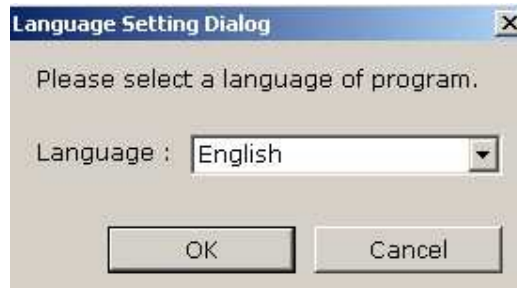 Language Setting Dialog
Please select a language of program.
Language : English
OK Cancel